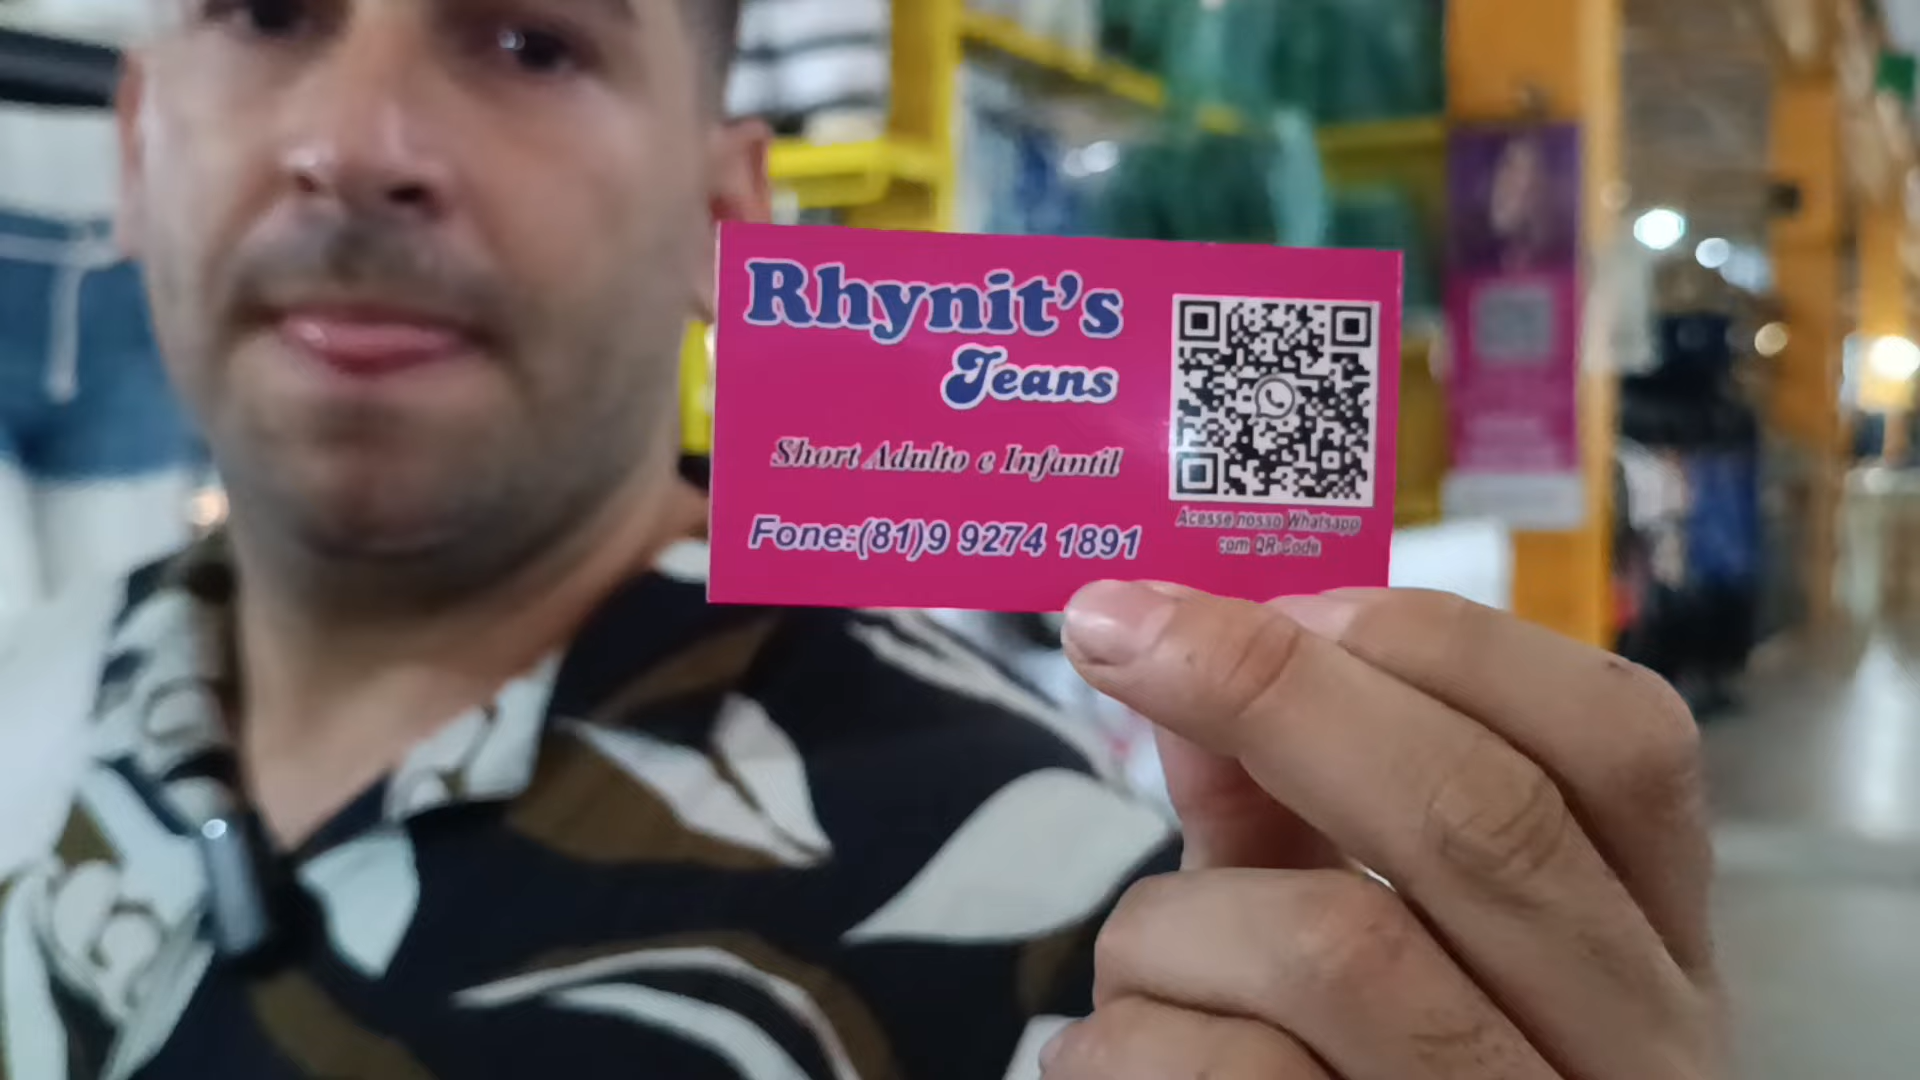 Rhynit's
Jeans
Short Adulto e Infantil
Fone:(81)9 9274 1891
Acesse nosso Whatsapp
com QR Code